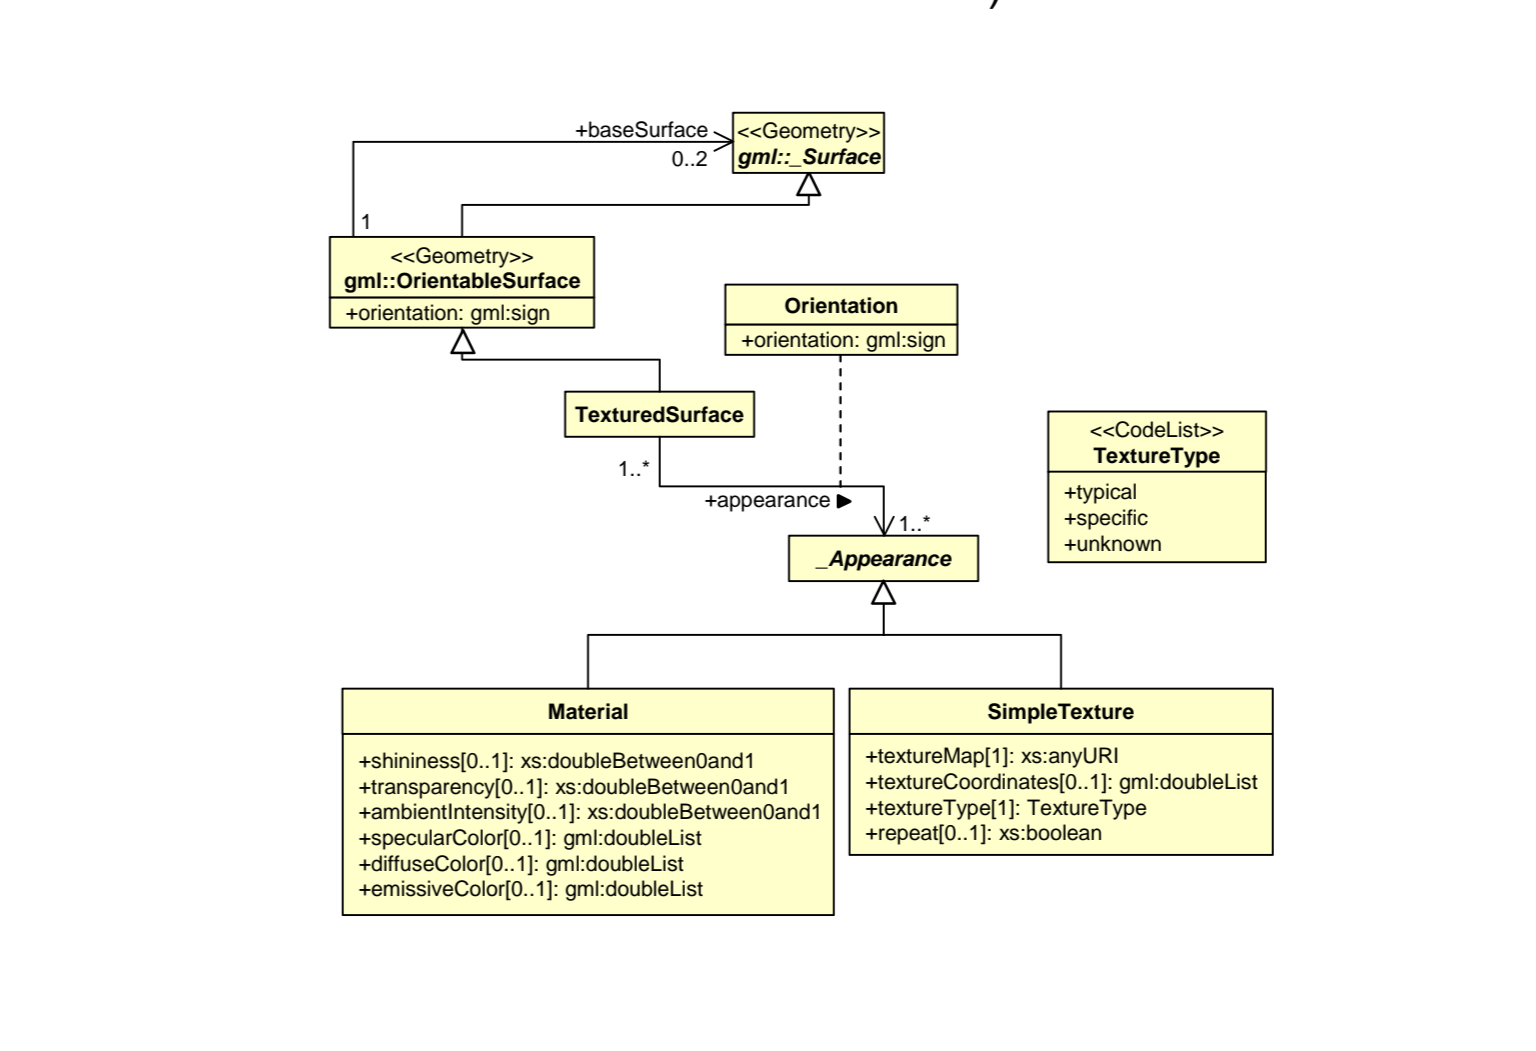 )
+baseSurface
0..2
<<Geometry>>
gml::_Surface
1
<<Geometry>>
gml::OrientableSurface
+orientation: gml:sign
Orientation
+orientation: gml:sign
TexturedSurface
1..*
+appearance
1..*
<<CodeList>>
TextureType
+typical
+specific
+unknown
_Appearance
Material
+shininess[0..1]: xs:doubleBetween0and1
+transparency[0..1]: xs:doubleBetween0and1
+ambientIntensity[0..1]: xs:doubleBetween0and1
+specularColor[0..1]: gml:doubleList
+diffuseColor[0..1]: gml:doubleList
+emissiveColor[0..1]: gml:doubleList
SimpleTexture
+textureMap[1]: xs:anyURI
+textureCoordinates[0..1]: gml:doubleList
+textureType[1]: TextureType
+repeat[0..1]: xs:boolean